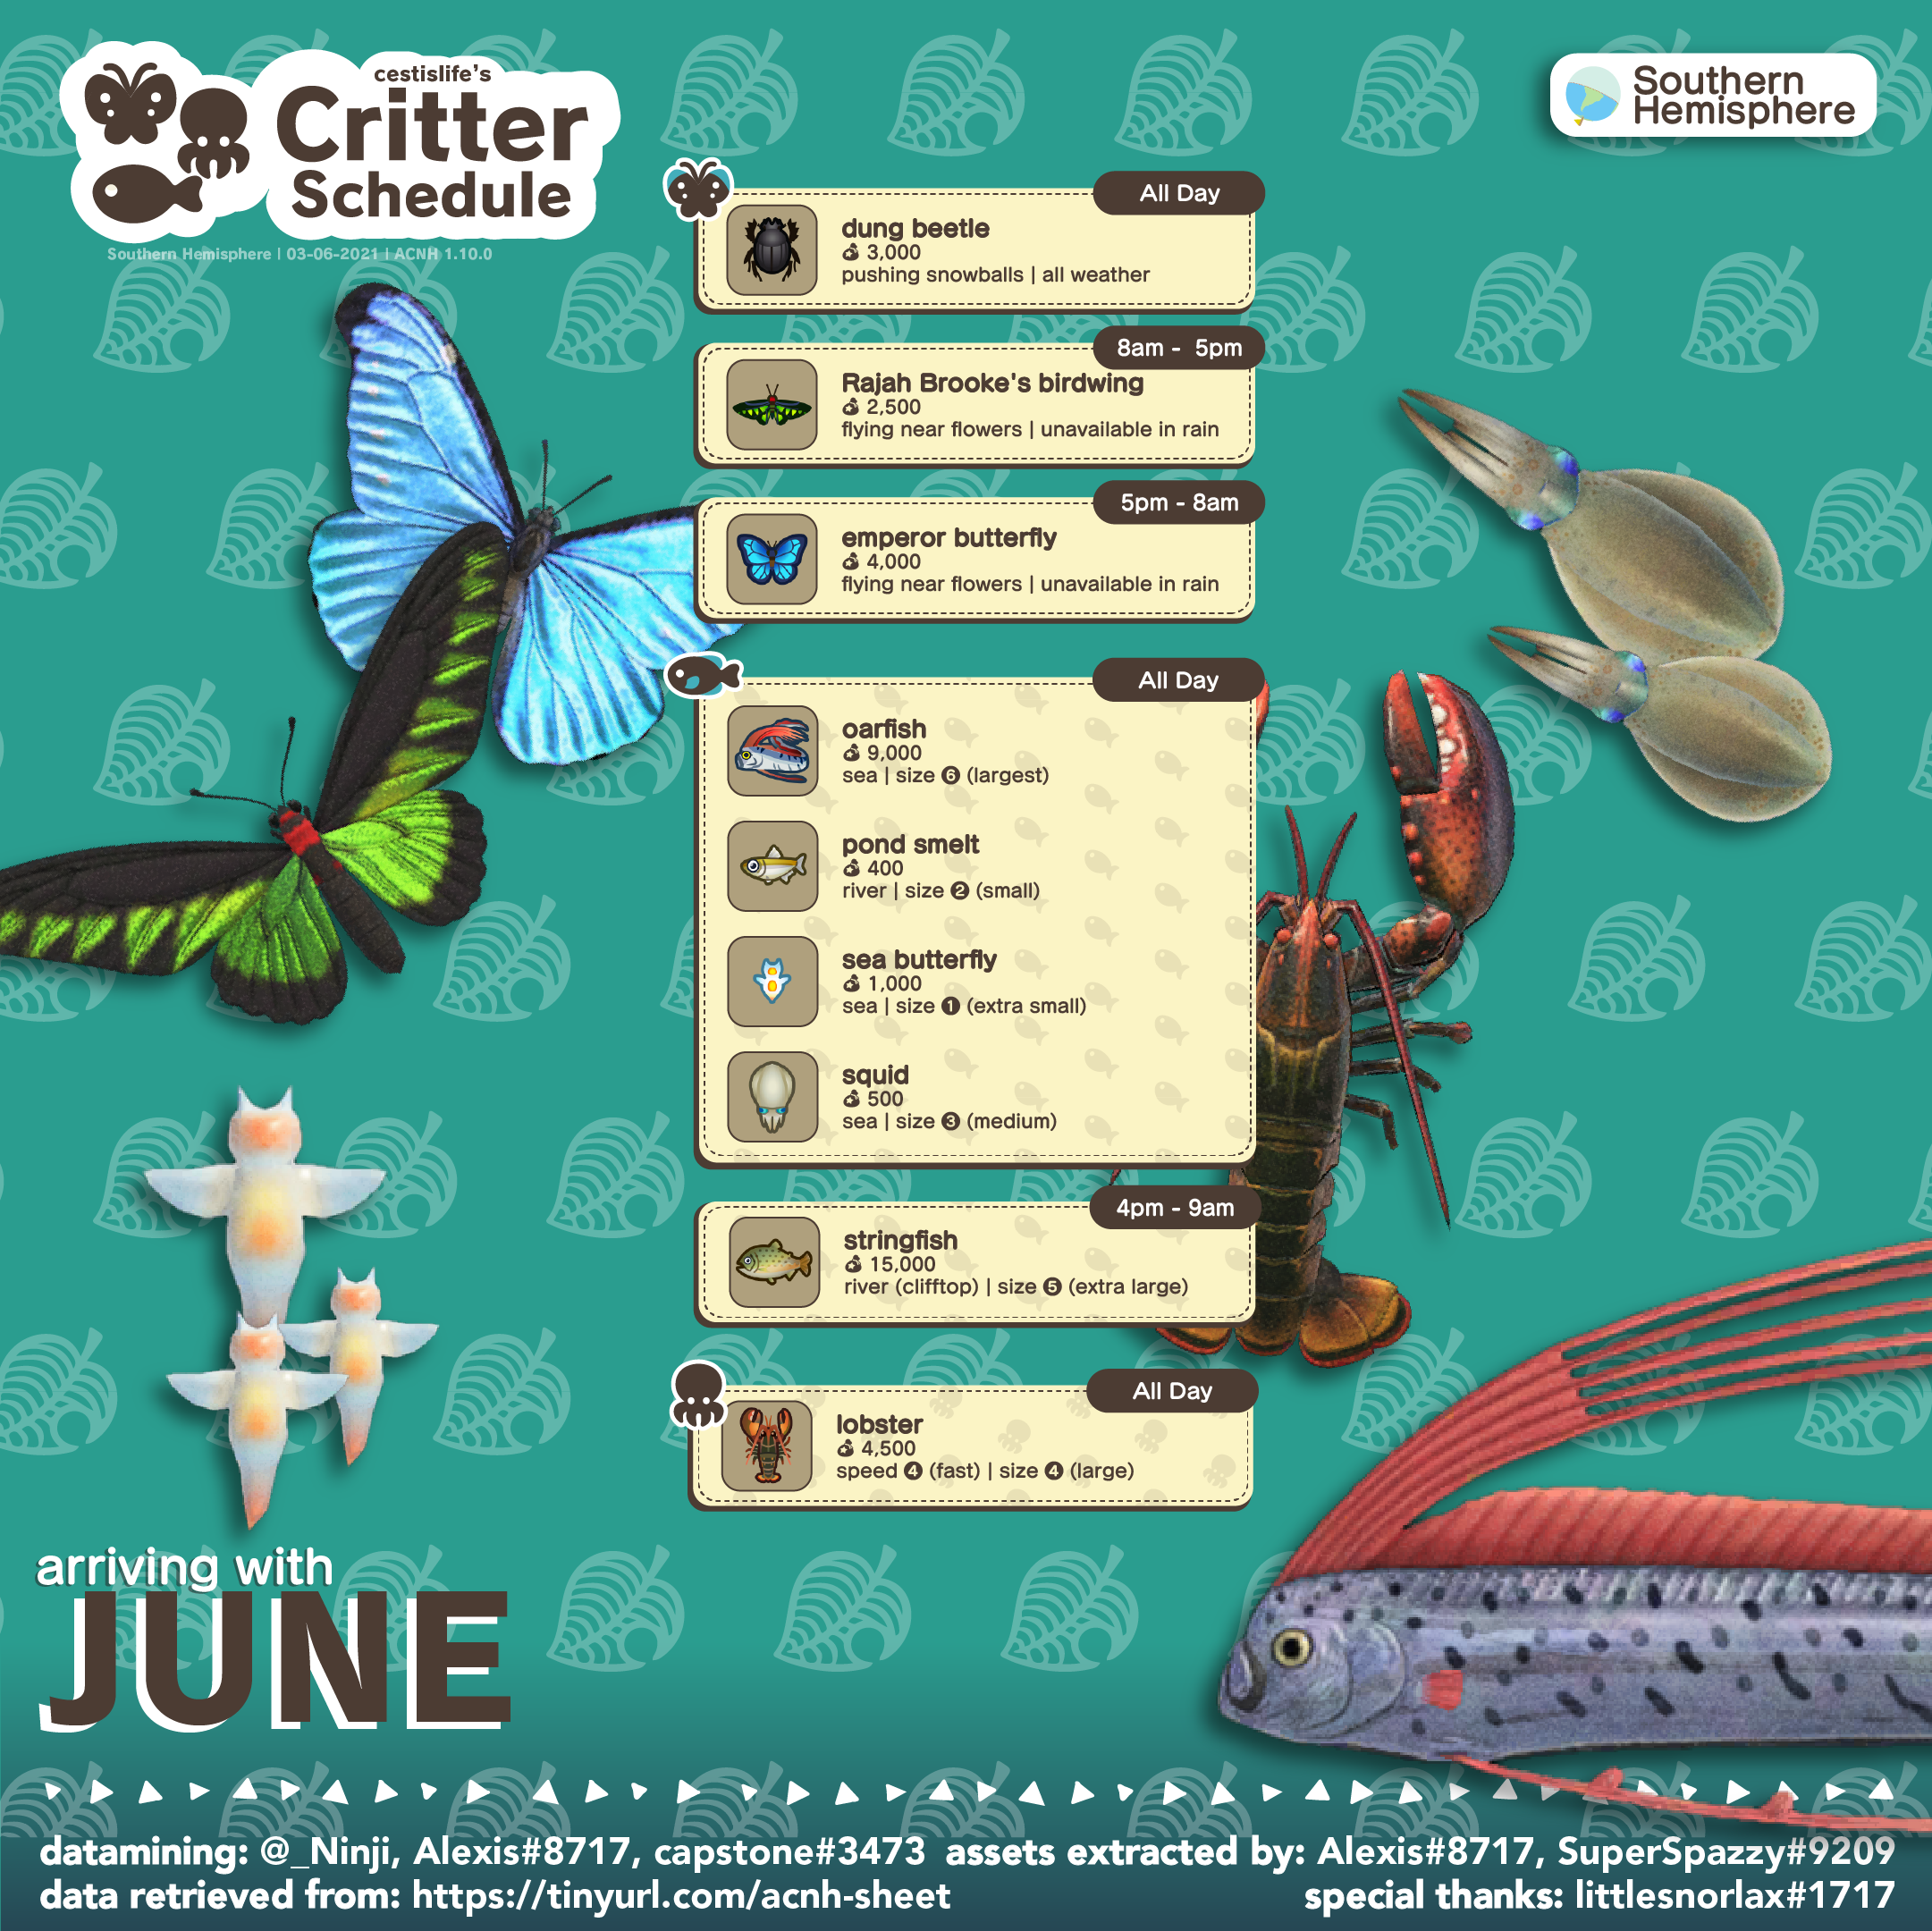 cestislife's
Critter
Schedule
Southern Hemisphere | 03-06-2021 | ACNH 1.10.0
Southern
Hemisphere
All Day
dung beetle
3,000
pushing snowballs | all weather
8am - 5pm
Rajah Brooke's birdwing
2,500
flying near flowers | unavailable in rain
5pm - 8am
emperor butterfly
4,000
flying near flowers | unavailable in rain
All Day
oarfish
9,000
sea | size 6 (largest)
pond smelt
400
river | size 2 (small)
sea butterfly
1,000
sea | size 1 (extra small)
squid
500
sea | size 3 (medium)
4pm - 9am
stringfish
15,000
river (clifftop) | size 5 (extra large)
All Day
lobster
4,500
speed 4 (fast) | size 4 (large)
arriving with
JUNE
datamining: @_Ninji, Alexis#8717, capstone#3473 assets extracted by: Alexis#8717, SuperSpazzy#9209
data retrieved from: https://tinyurl.com/acnh-sheet special thanks: littlesnorlax#1717